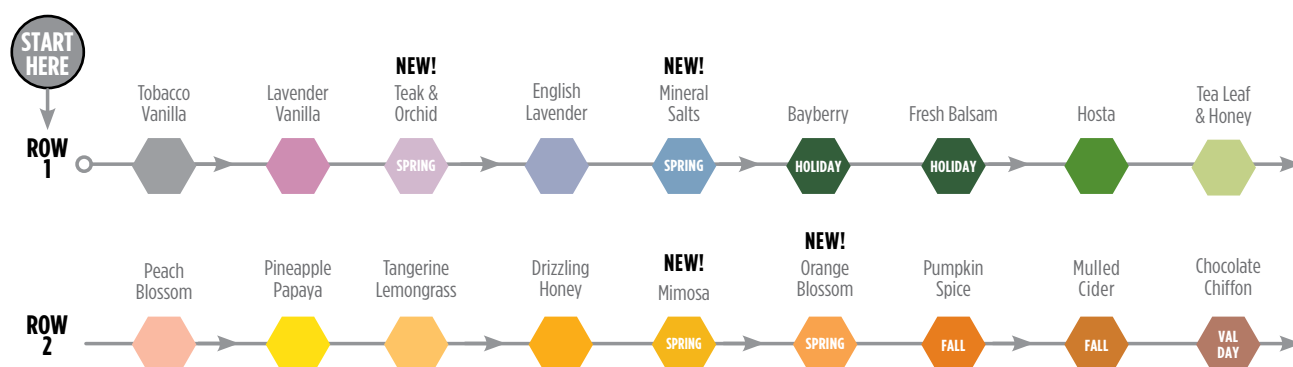 START
HERE
ROW
1
Tobacco
Vanilla
Lavender
Vanilla
NEW!
Teak &
Orchid
SPRING
English
Lavender
NEW!
Mineral
Salts
SPRING
Bayberry
HOLIDAY
Fresh Balsam
HOLIDAY
Hosta
Tea Leaf
& Honey
ROW
2
Peach
Blossom
Pineapple
Papaya
Tangerine
Lemongrass
Drizzling
Honey
NEW!
Mimosa
SPRING
NEW!
Orange
Blossom
SPRING
Pumpkin
Spice
FALL
Mulled
Cider
FALL
Chocolate
Chiffon
VAL
DAY